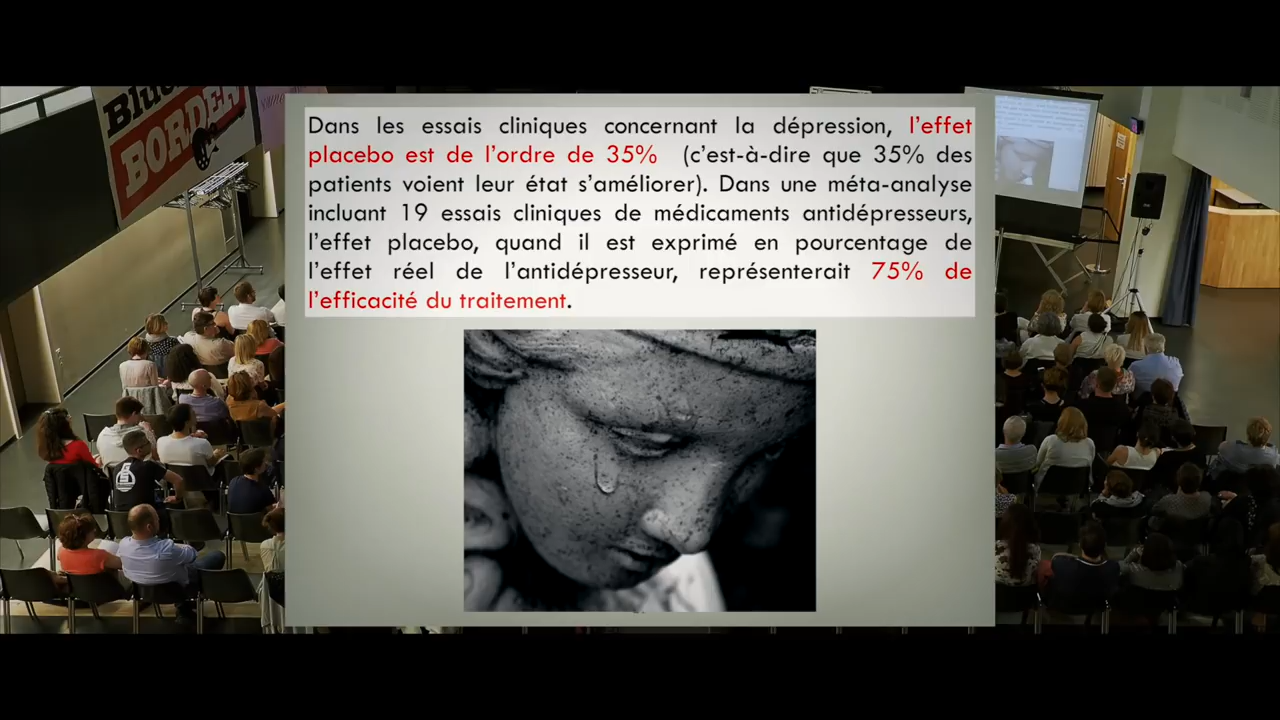 Blue
BORDER
Dans les essais cliniques concernant la dépression, l’effet
placebo est de l’ordre de 35% (c’est-à-dire que 35% des
patients voient leur état s’améliorer). Dans une méta-analyse
incluant 19 essais cliniques de médicaments antidépresseurs,
l’effet placebo, quand il est exprimé en pourcentage de
l’effet réel de l’antidépresseur, représenterait 75% de
l’efficacité du traitement.